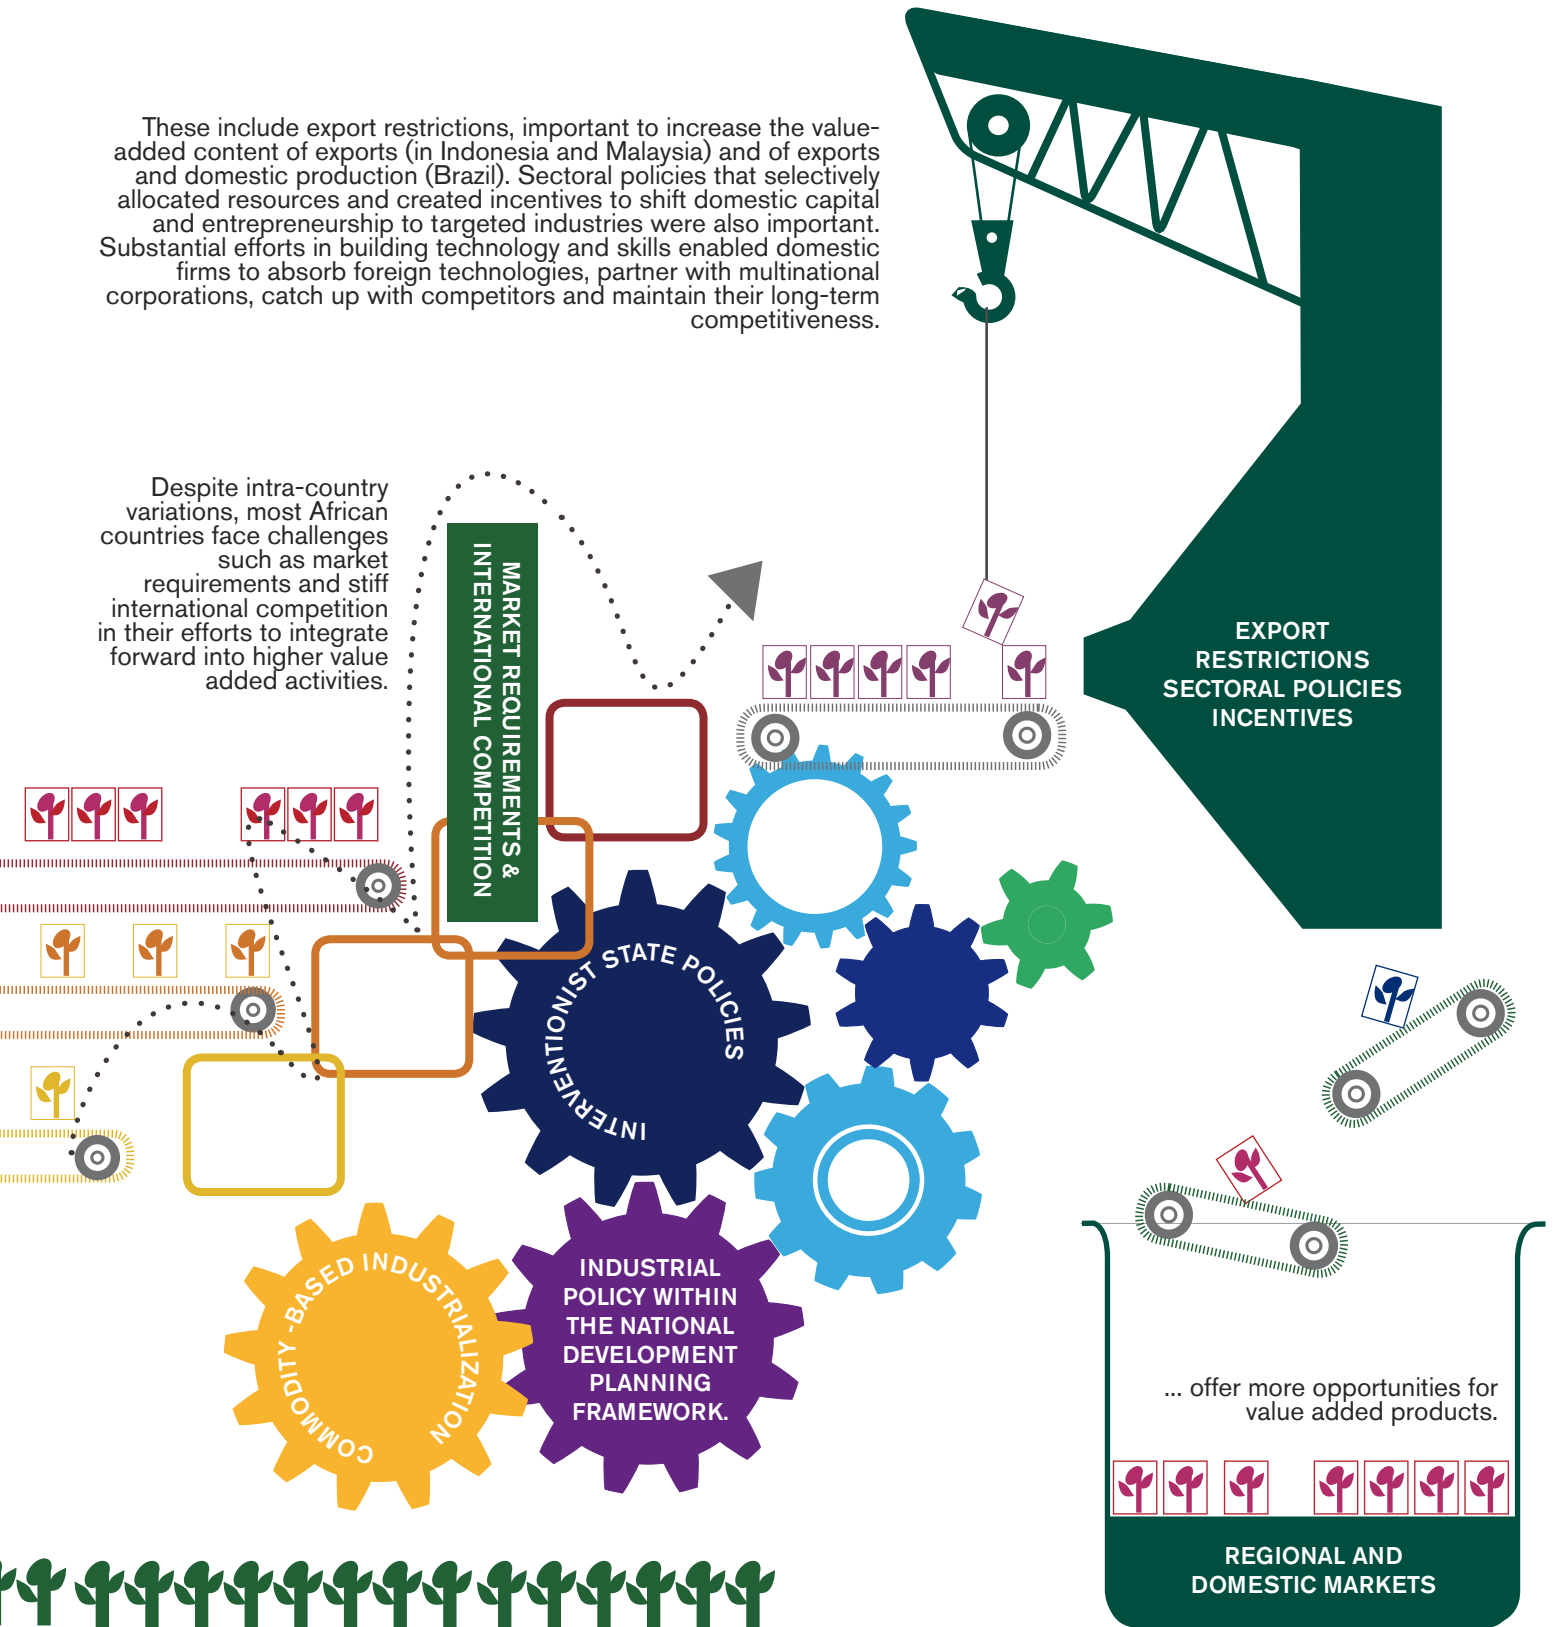 These include export restrictions, important to increase the value-
added content of exports (in Indonesia and Malaysia) and of exports
and domestic production (Brazil). Sectoral policies that selectively
allocated resources and created incentives to shift domestic capital
and entrepreneurship to targeted industries were also important.
Substantial efforts in building technology and skills enabled domestic
firms to absorb foreign technologies, partner with multinational
corporations, catch up with competitors and maintain their long-term
competitiveness.
Despite intra-country
variations, most African
countries face challenges
such as market
requirements and stiff
international competition
in their efforts to integrate
forward into higher value
added activities.
MARKET REQUIREMENTS &
INTERNATIONAL COMPETITION
EXPORT
RESTRICTIONS
SECTORAL POLICIES
INCENTIVES
INTERVENTIONIST STATE POLICIES
COMMODITY -BASED INDUSTRIALIZATION
INDUSTRIAL
POLICY WITHIN
THE NATIONAL
DEVELOPMENT
PLANNING
FRAMEWORK.
... offer more opportunities for
value added products.
REGIONAL AND
DOMESTIC MARKETS